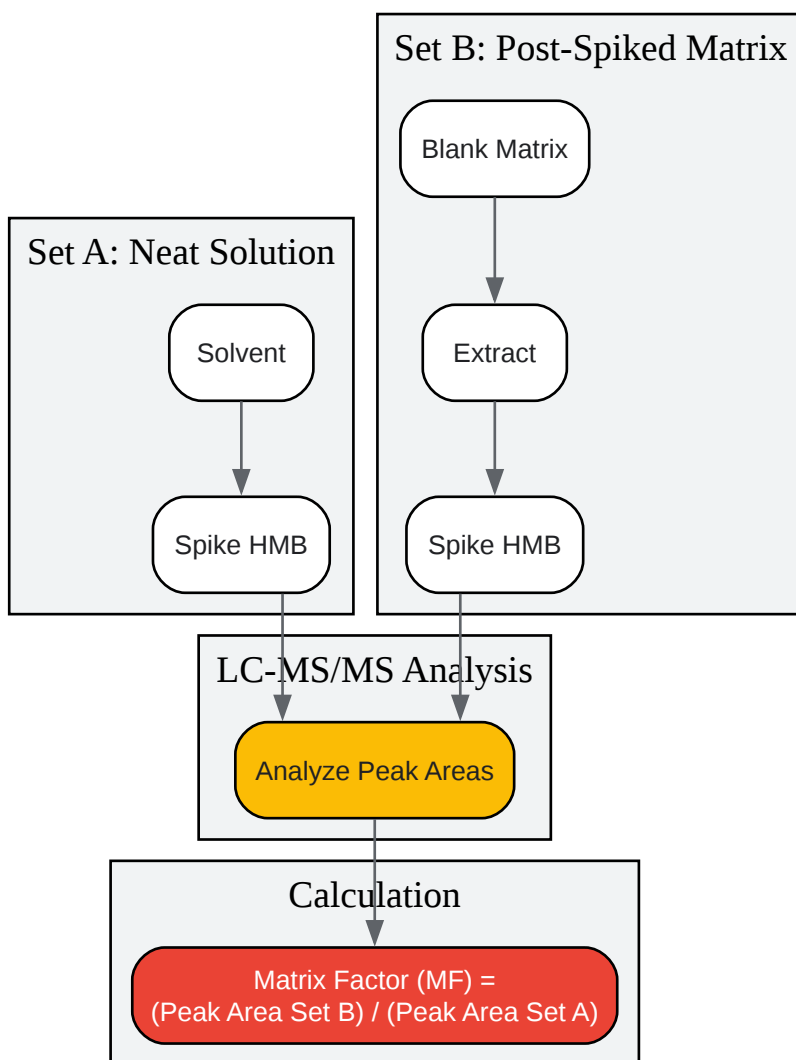 Set B: Post-Spiked Matrix
Blank Matrix
Set A: Neat Solution
Solvent
Extract
Spike HMB
Spike HMB
LC-MS/MS Analysis
Analyze Peak Areas
Calculation
Matrix Factor (MF) =
(Peak Area Set B) / (Peak Area Set A)